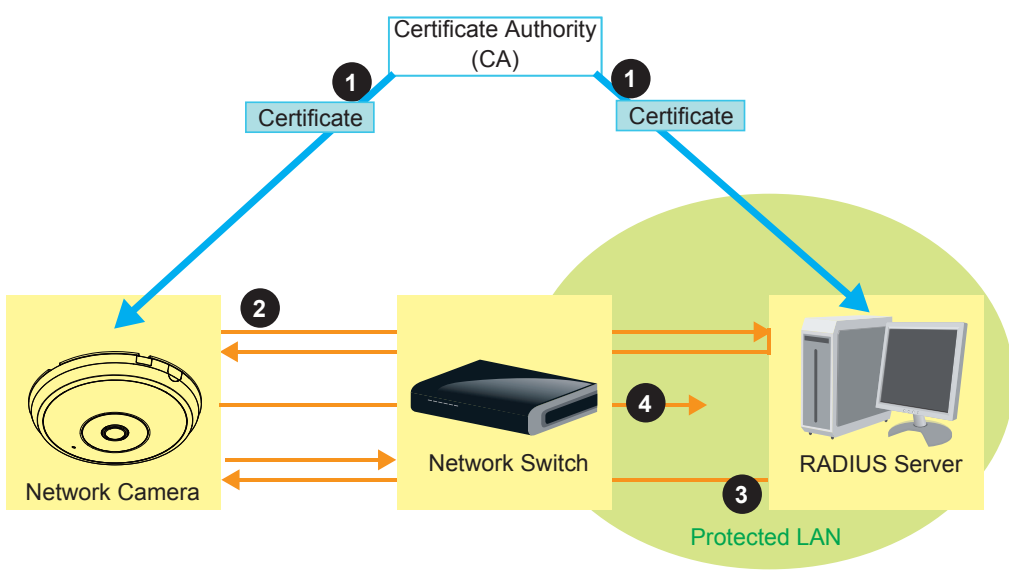 Certificate Authority
(CA)
1
1
Certificate
Certificate
2
4
Network Camera
Network Switch
RADIUS Server
3
Protected LAN